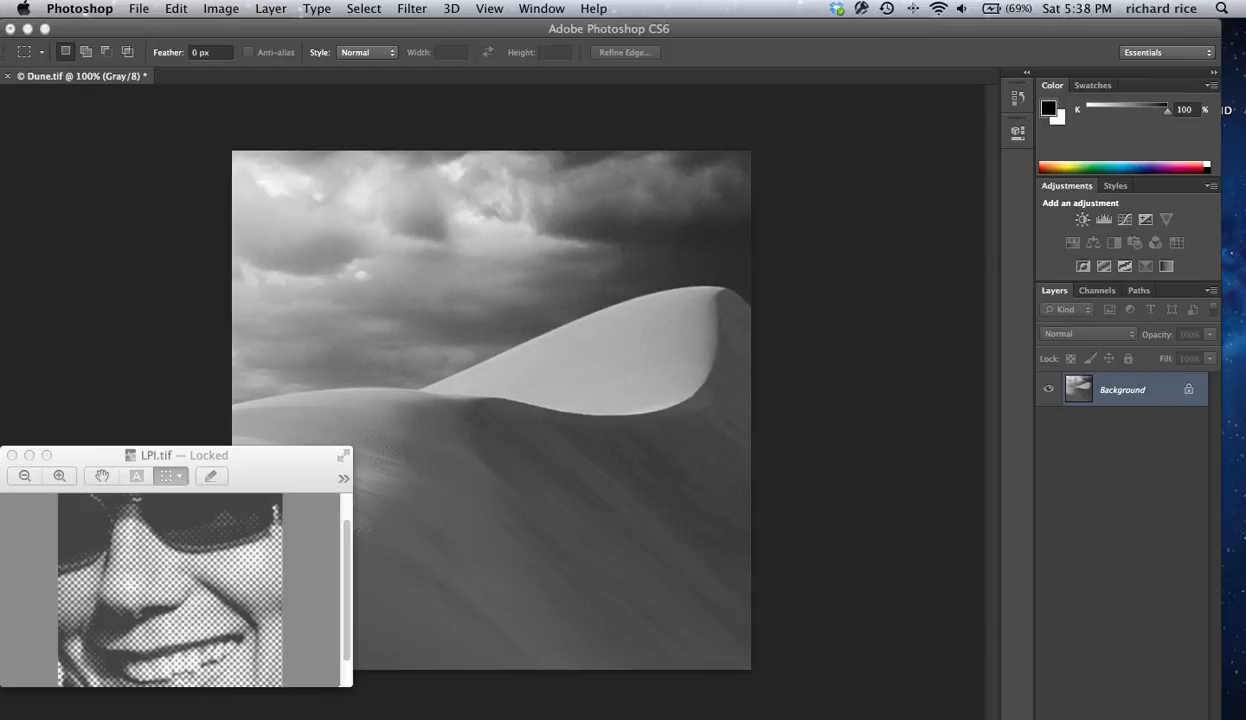 Photoshop File Edit Image Layer Type Select Filter 3D View Window Help (69%) Sat 5:38 PM richard rice
Adobe Photoshop CS6
Feather: 0 px Anti-alias Style: Normal Width: Height: Refine Edge... Essentials
× © Dune.tif @ 100% (Gray/8) *
Color Swatches
K 100 %
D
Adjustments Styles
Add an adjustment
Layers Channels Paths
Kind
Normal Opacity: 100%
Lock: Fill: 100%
Background
LPI.tif — Locked
A